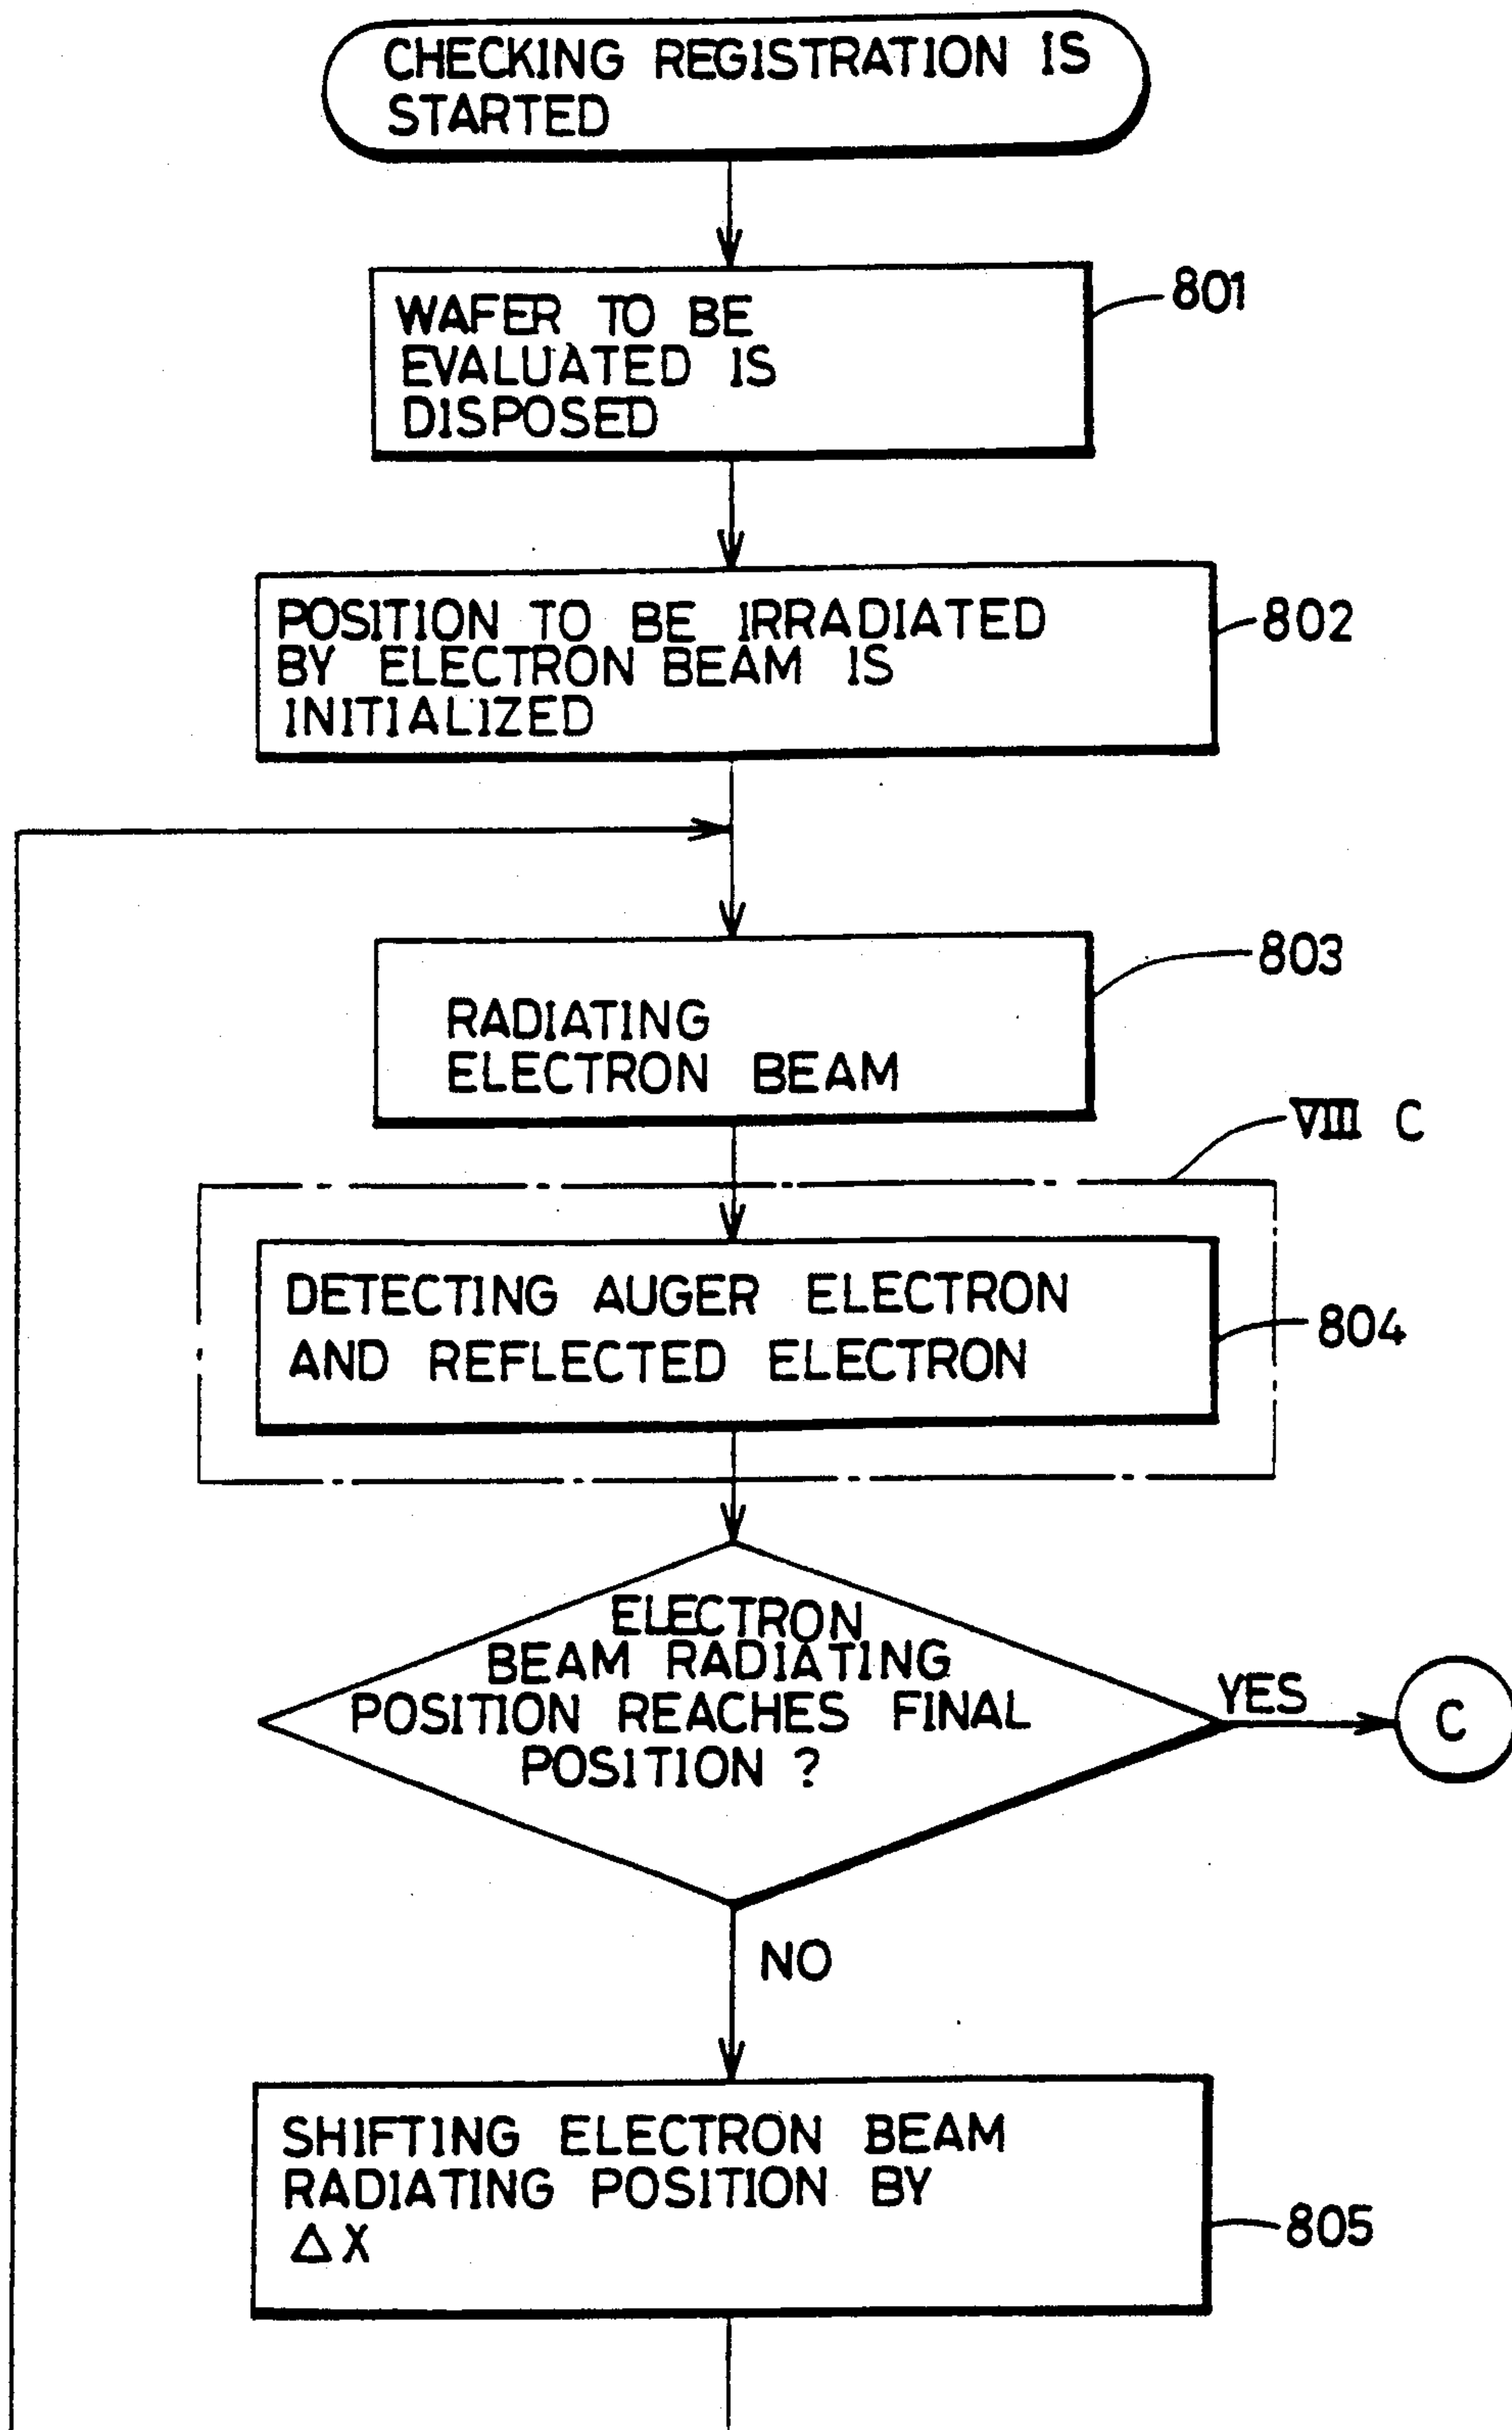 CHECKING REGISTRATION IS
STARTED
WAFER TO BE
EVALUATED IS
DISPOSED
801
POSITION TO BE IRRADIATED
BY ELECTRON BEAM IS
INITIALIZED
802
RADIATING
ELECTRON BEAM
803
VIII C
DETECTING AUGER ELECTRON
AND REFLECTED ELECTRON
804
ELECTRON
BEAM RADIATING
POSITION REACHES FINAL
POSITION ?
YES
C
NO
SHIFTING ELECTRON BEAM
RADIATING POSITION BY
ΔX
805